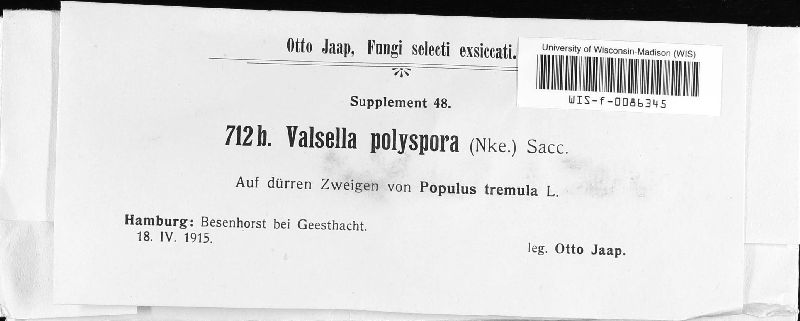 Otto Jaap, Fungi selecti exsiccati.
University of Wisconsin-Madison (WIS)
WIS-f-0086345
Supplement 48.
712 b. Valsella polyspora (Nke.) Sacc.
Auf dürren Zweigen von Populus tremula L.
Hamburg: Besenhorst bei Geesthacht.
18. IV. 1915.
leg. Otto Jaap.